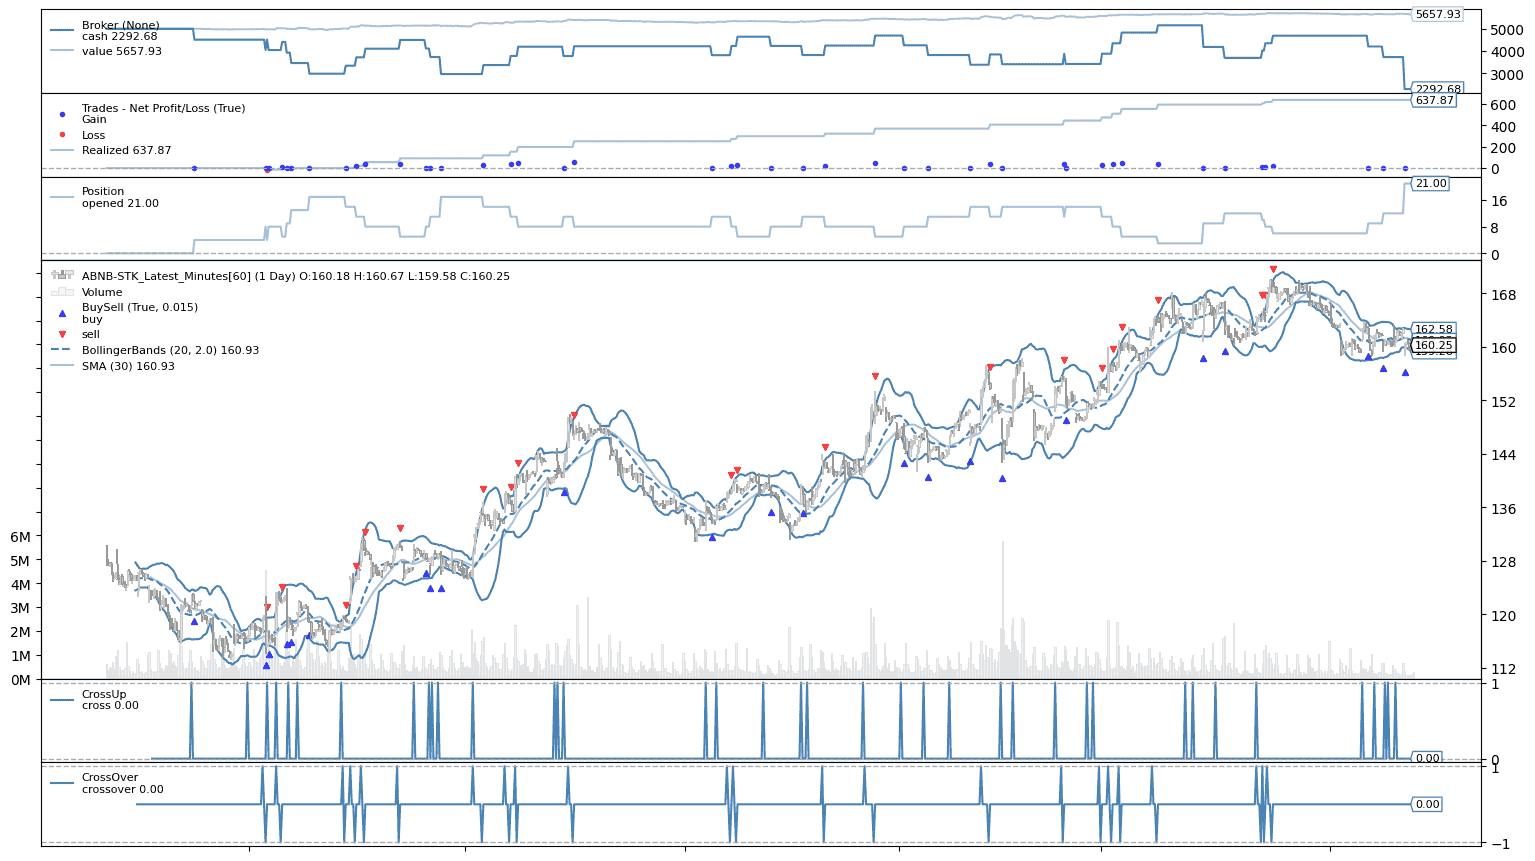 Broker (None)
cash 2292.68
value 5657.93
5657.93
5000
4000
3000
2292.68
Trades - Net Profit/Loss (True)
Gain
Loss
Realized 637.87
637.87
600
400
200
0
Position
opened 21.00
21.00
16
8
0
ABNB-STK_Latest_Minutes[60] (1 Day) O:160.18 H:160.67 L:159.58 C:160.25
Volume
BuySell (True, 0.015)
buy
sell
BollingerBands (20, 2.0) 160.93
SMA (30) 160.93
168
162.58
160.25
160
152
144
136
128
120
112
6M
5M
4M
3M
2M
1M
0M
CrossUp
cross 0.00
1
0.00
0
CrossOver
crossover 0.00
1
0.00
−1